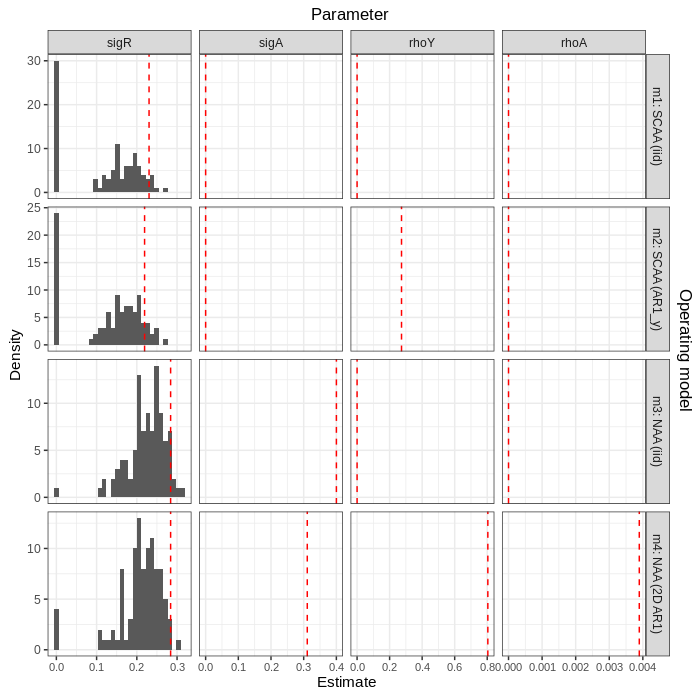 Parameter
sigR sigA rhoY rhoA
30
20
10
0
m1: SCAA (iid)
25
20
15
10
5
0
m2: SCAA (AR1_y)
10
5
0
m3: NAA (iid)
10
5
0
m4: NAA (2D AR1)
Density
Operating model
0.0 0.1 0.2 0.3 0.0 0.1 0.2 0.3 0.4 0.0 0.2 0.4 0.6 0.8 0.000 0.001 0.002 0.003 0.004
Estimate